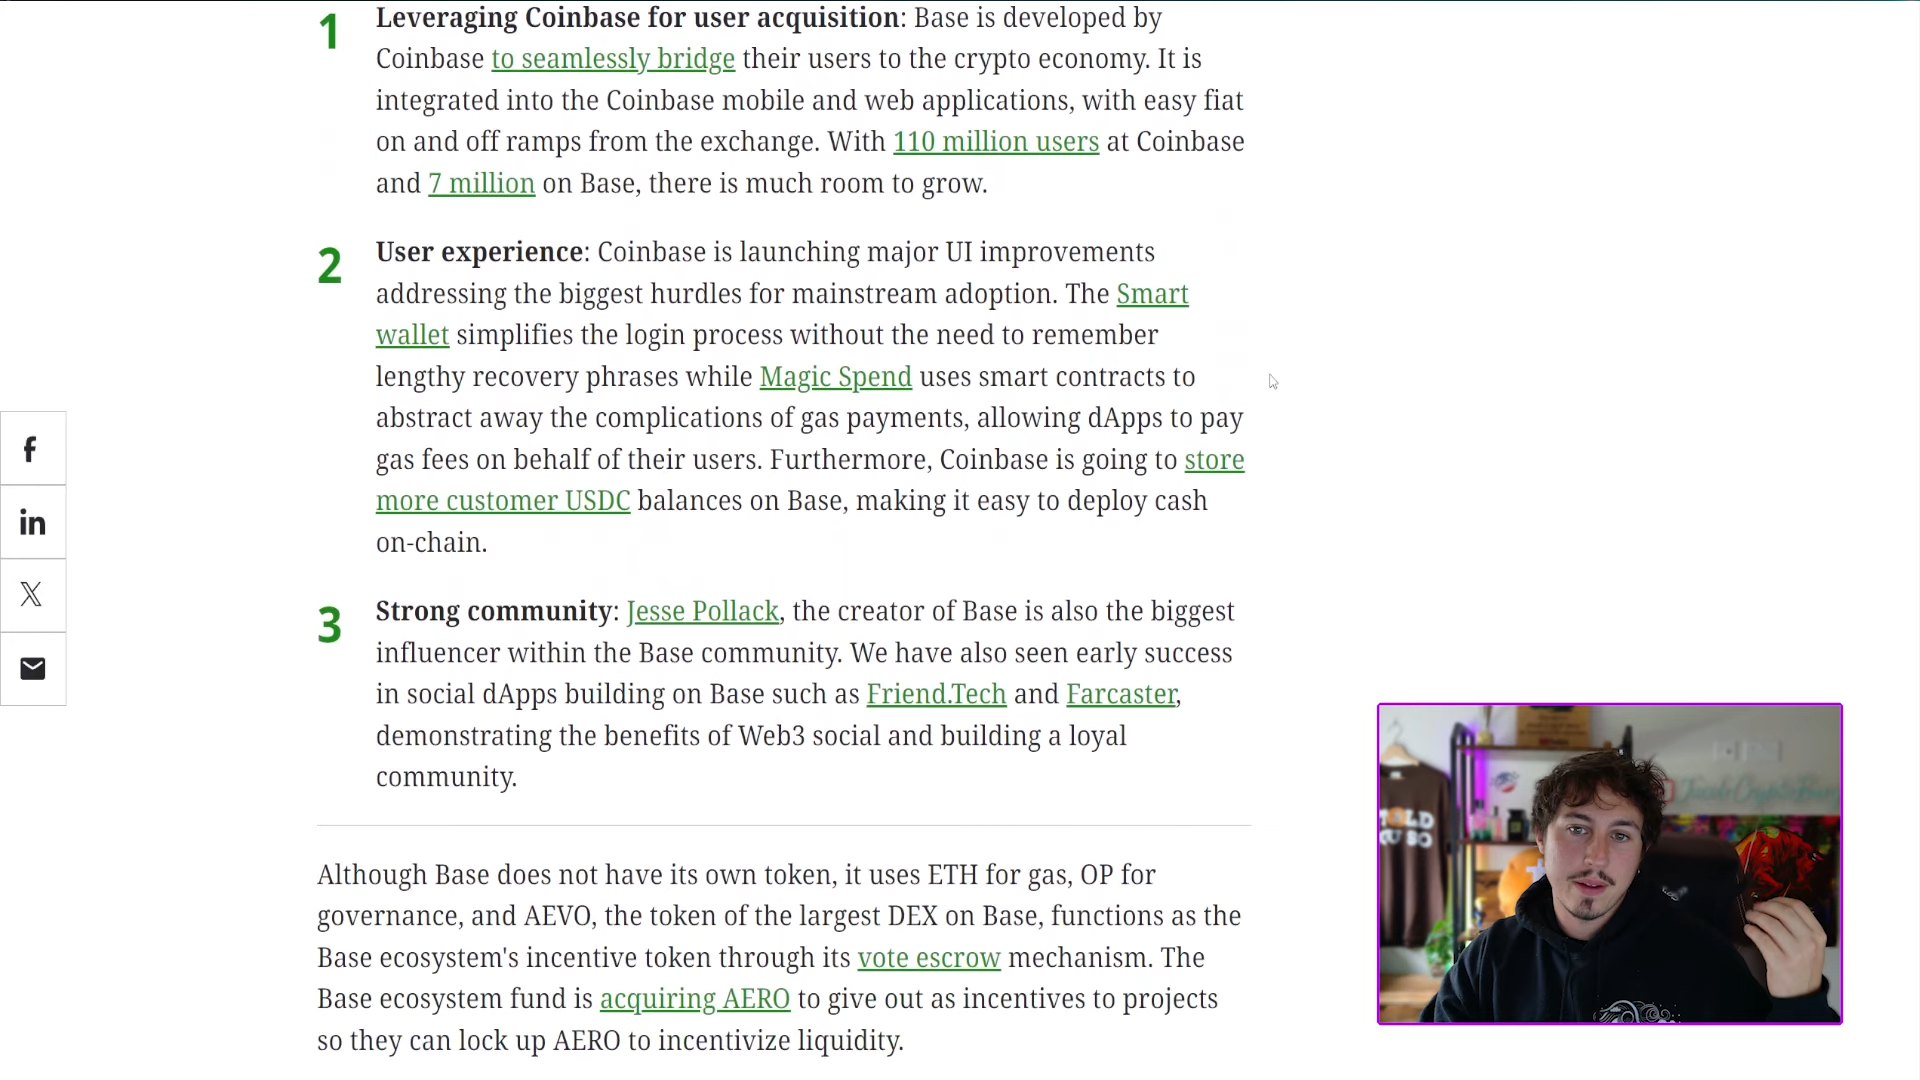 1
Leveraging Coinbase for user acquisition: Base is developed by
Coinbase to seamlessly bridge their users to the crypto economy. It is
integrated into the Coinbase mobile and web applications, with easy fiat
on and off ramps from the exchange. With 110 million users at Coinbase
and 7 million on Base, there is much room to grow.
2
User experience: Coinbase is launching major UI improvements
addressing the biggest hurdles for mainstream adoption. The Smart
wallet simplifies the login process without the need to remember
lengthy recovery phrases while Magic Spend uses smart contracts to
abstract away the complications of gas payments, allowing dApps to pay
gas fees on behalf of their users. Furthermore, Coinbase is going to store
more customer USDC balances on Base, making it easy to deploy cash
on-chain.
3
Strong community: Jesse Pollack, the creator of Base is also the biggest
influencer within the Base community. We have also seen early success
in social dApps building on Base such as Friend.Tech and Farcaster,
demonstrating the benefits of Web3 social and building a loyal
community.
Although Base does not have its own token, it uses ETH for gas, OP for
governance, and AEVO, the token of the largest DEX on Base, functions as the
Base ecosystem's incentive token through its vote escrow mechanism. The
Base ecosystem fund is acquiring AERO to give out as incentives to projects
so they can lock up AERO to incentivize liquidity.